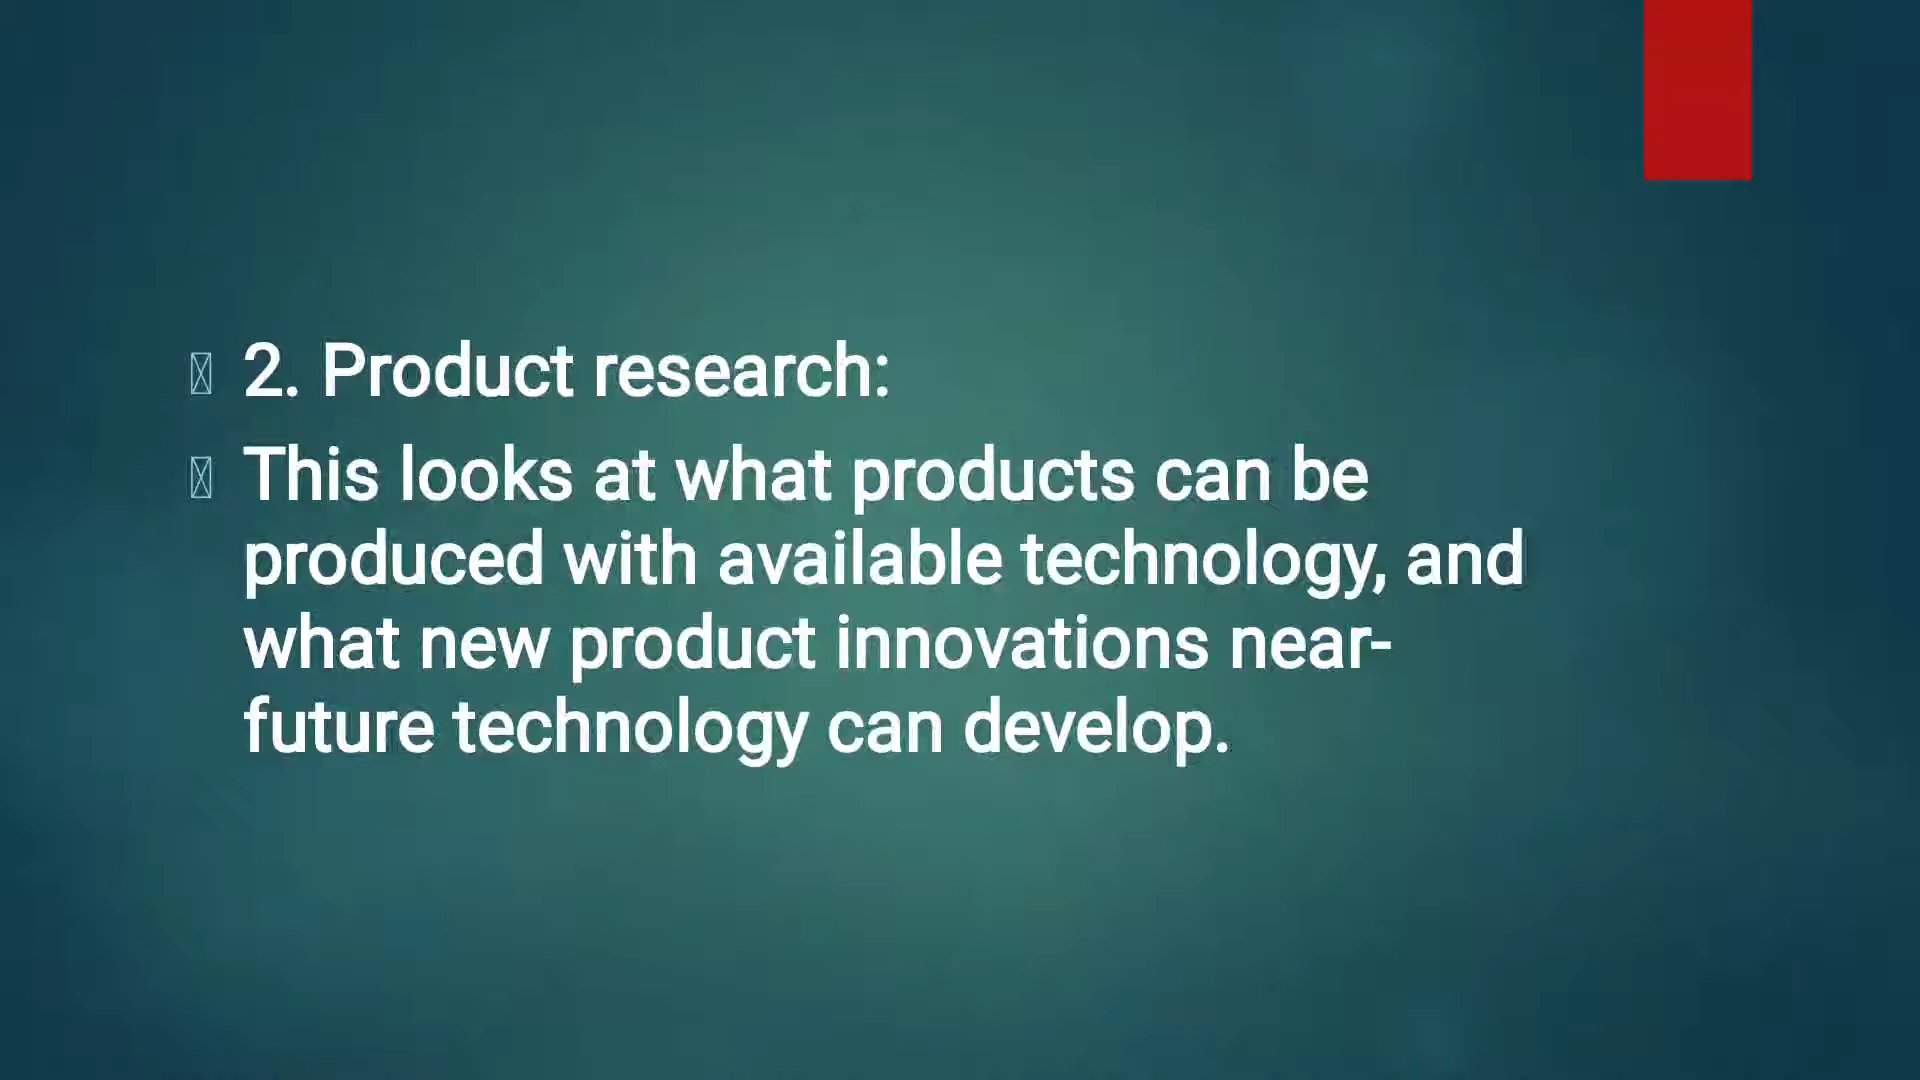 2. Product research:
This looks at what products can be
produced with available technology, and
what new product innovations near-
future technology can develop.